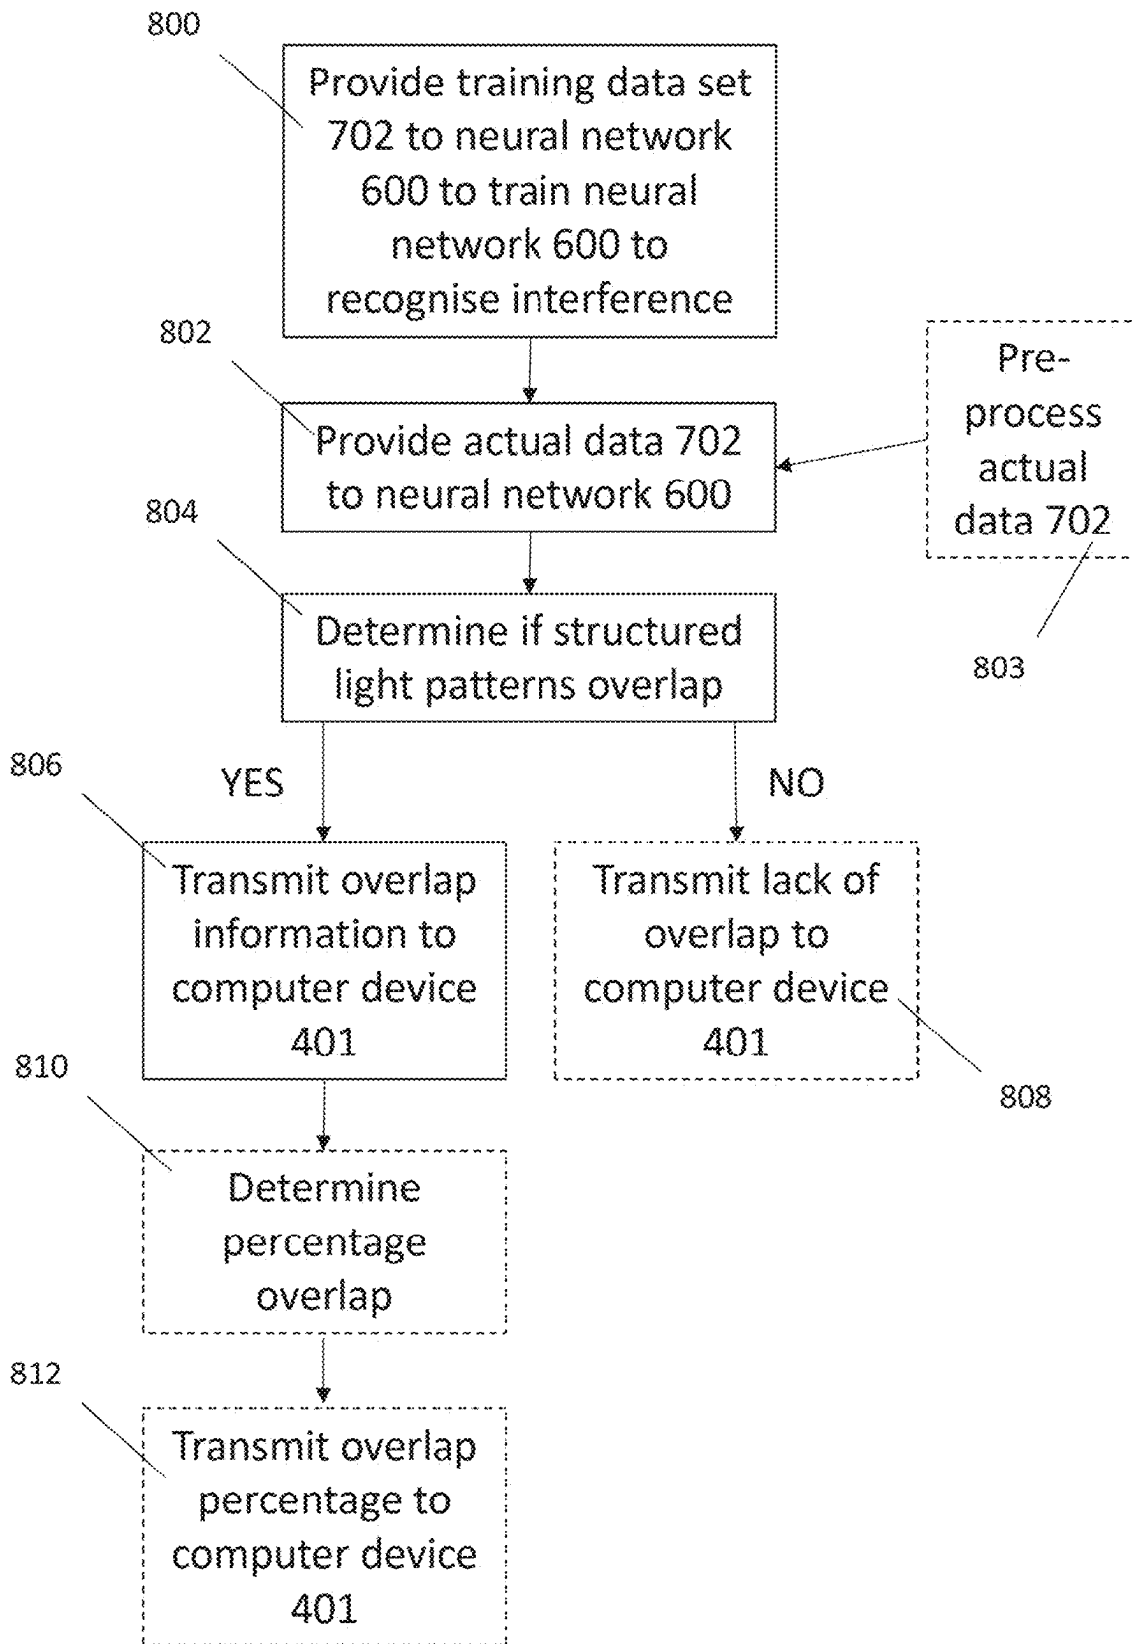 800
Provide training data set
702 to neural network
600 to train neural
network 600 to
recognise interference
802
Provide actual data 702
to neural network 600
Pre-
process
actual
data 702
803
804
Determine if structured
light patterns overlap
YES
NO
806
Transmit overlap
information to
computer device
401
Transmit lack of
overlap to
computer device
401
808
810
Determine
percentage
overlap
812
Transmit overlap
percentage to
computer device
401